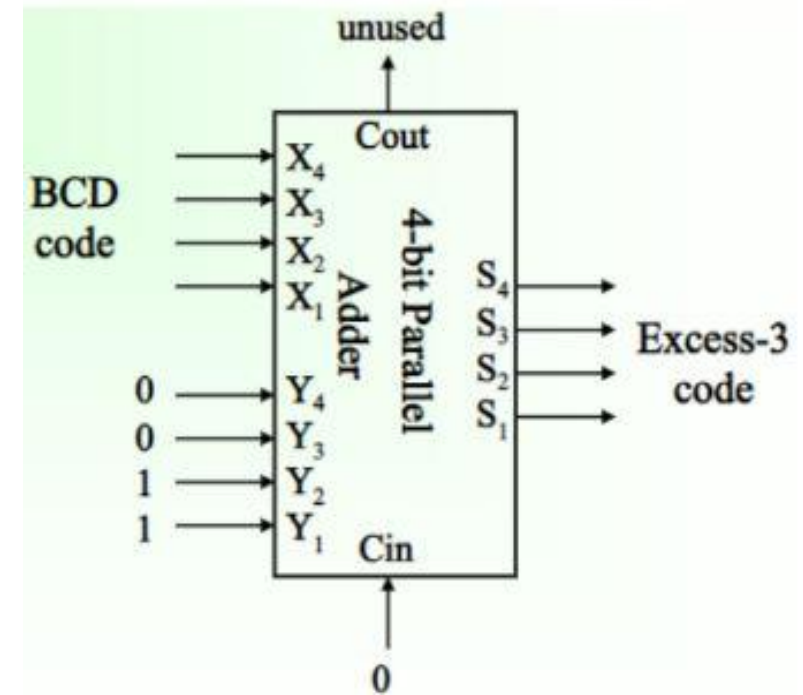 unused
Cout
BCD
code
X₄
X₃
X₂
X₁
Adder
4-bit Parallel
0
0
1
1
Y₄
Y₃
Y₂
Y₁
S₄
S₃
S₂
S₁
Excess-3
code
Cin
0